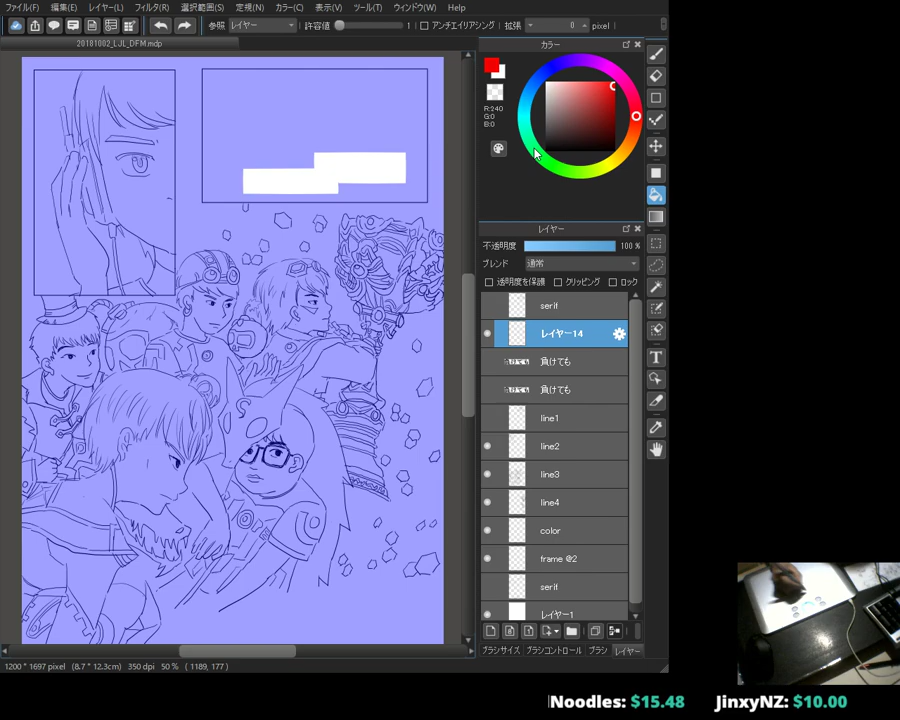 ファイル(F) 編集(E) レイヤー(L) フィルタ(R) 選択範囲(S) 定規(N) カラー(C) 表示(V) ツール(T) ウィンドウ(W) Help
参照 レイヤー 許容値 1 アンチエイリアシング 拡張 0 pixel
20181002_LJL_DFM.mdp
カラー
R:240
G:0
B:0
レイヤー
不透明度 100 %
ブレンド 通常
透明度を保護 クリッピング ロック
serif
レイヤー14
負けても
負けても
line1
line2
line3
line4
color
frame @2
serif
レイヤー1
ブラシサイズ ブラシコントロール ブラシ レイヤー
1200 * 1697 pixel (8.7 * 12.3cm) 350 dpi 50 % ( 1189, 177 )
Noodles: $15.48 JinxyNZ: $10.00